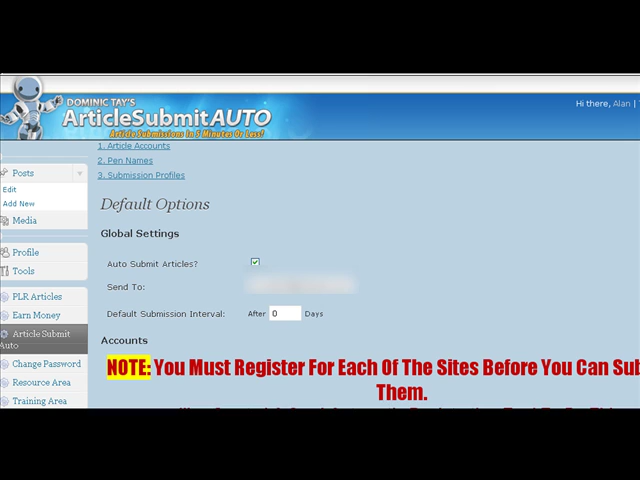 DOMINIC TAY'S
ArticleSubmitAUTO
Article Submissions In 5 Minutes Or Less!
Hi there, Alan |
1. Article Accounts
2. Pen Names
3. Submission Profiles
Posts
Edit
Add New
Media
Profile
Tools
PLR Articles
Earn Money
Article Submit
Auto
Change Password
Resource Area
Training Area
Default Options
Global Settings
Auto Submit Articles?
Send To:
Default Submission Interval: After 0 Days
Accounts
NOTE: You Must Register For Each Of The Sites Before You Can Sub
Them.